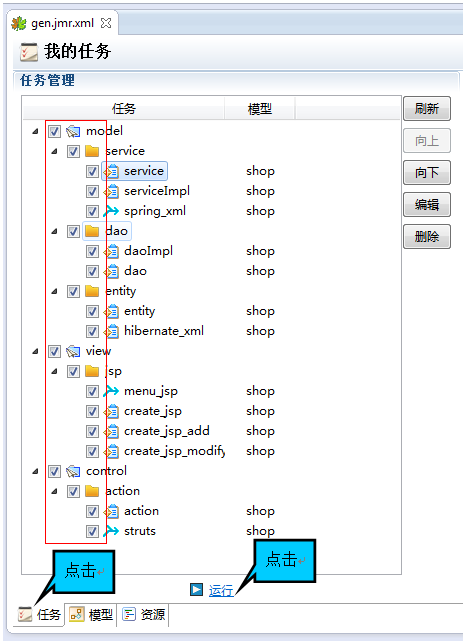 gen.jmr.xml
我的任务
任务管理
任务 模型
刷新
向上
向下
编辑
删除
model
service
service shop
serviceImpl shop
spring_xml shop
dao
daoImpl shop
dao shop
entity
entity shop
hibernate_xml shop
view
jsp
menu_jsp shop
create_jsp shop
create_jsp_add shop
create_jsp_modify shop
control
action
action shop
struts shop
点击
点击
运行
任务 模型 资源